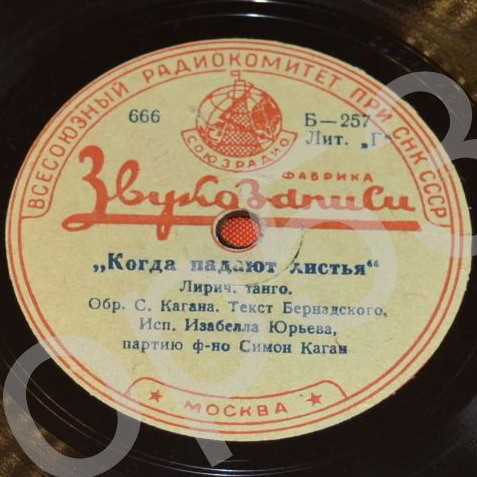 ВСЕСОЮЗНЫЙ РАДИОКОМИТЕТ ПРИ СНК СССР
СОЮЗРАДИО
666
Б—257
Лит. „Г"
ФАБРИКА
Звукозаписи
„Когда падают листья"
Лирич. танго.
Обр. С. Кагана. Текст Бернадского,
Исп. Изабелла Юрьева,
партию ф-но Симон Каган
МОСКВА